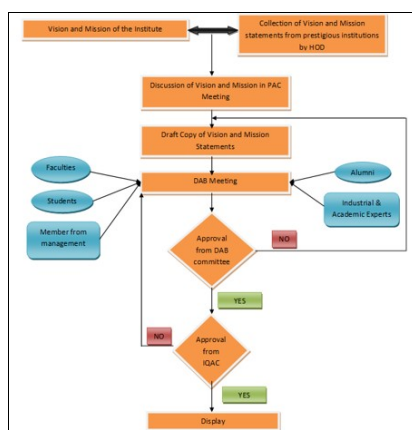 Vision and Mission of the Institute
Collection of Vision and Mission
statements from prestigious institutions
by HOD
Discussion of Vision and Mission in PAC
Meeting
Draft Copy of Vision and Mission
Statements
Faculties
Alumni
DAB Meeting
Students
Industrial &
Academic Experts
Member from
management
Approval
from DAB
committee
NO
YES
NO
Approval
from
IQAC
YES
Display